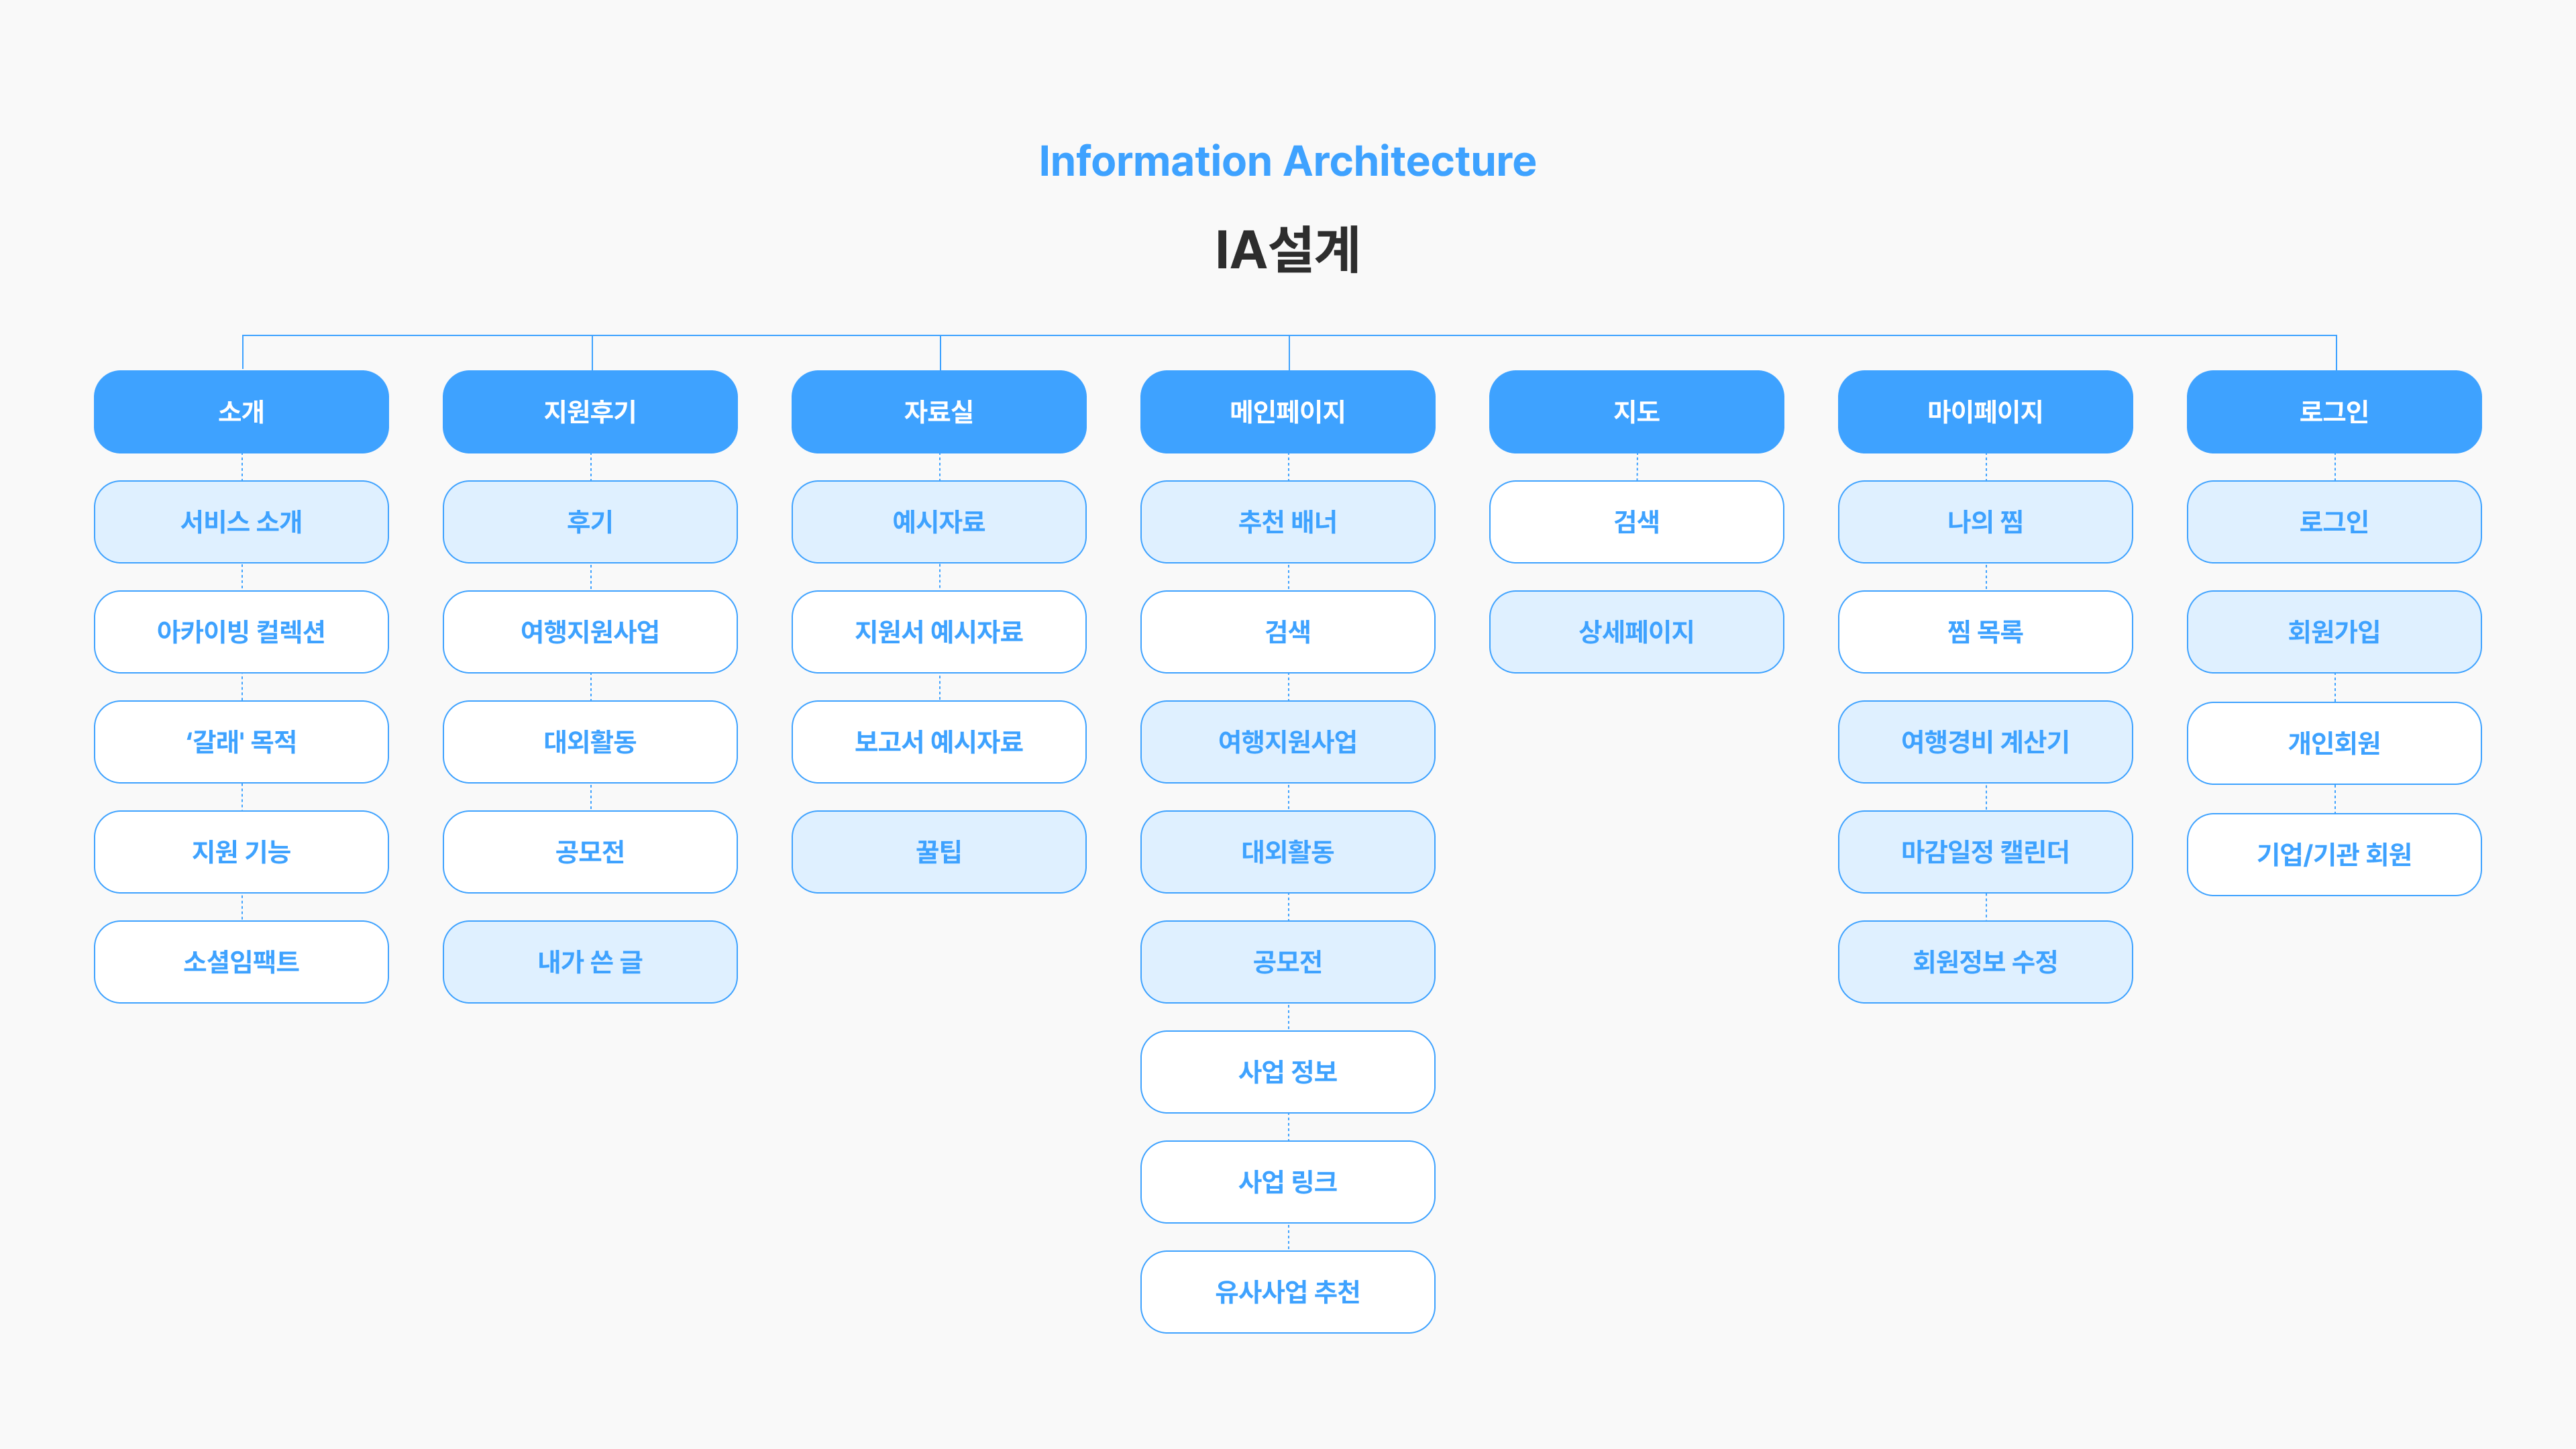 Information Architecture
IA설계
소개
서비스 소개
아카이빙 컬렉션
‘갈래' 목적
지원 기능
소셜임팩트
지원후기
후기
여행지원사업
대외활동
공모전
내가 쓴 글
자료실
예시자료
지원서 예시자료
보고서 예시자료
꿀팁
메인페이지
추천 배너
검색
여행지원사업
대외활동
공모전
사업 정보
사업 링크
유사사업 추천
지도
검색
상세페이지
마이페이지
나의 찜
찜 목록
여행경비 계산기
마감일정 캘린더
회원정보 수정
로그인
로그인
회원가입
개인회원
기업/기관 회원